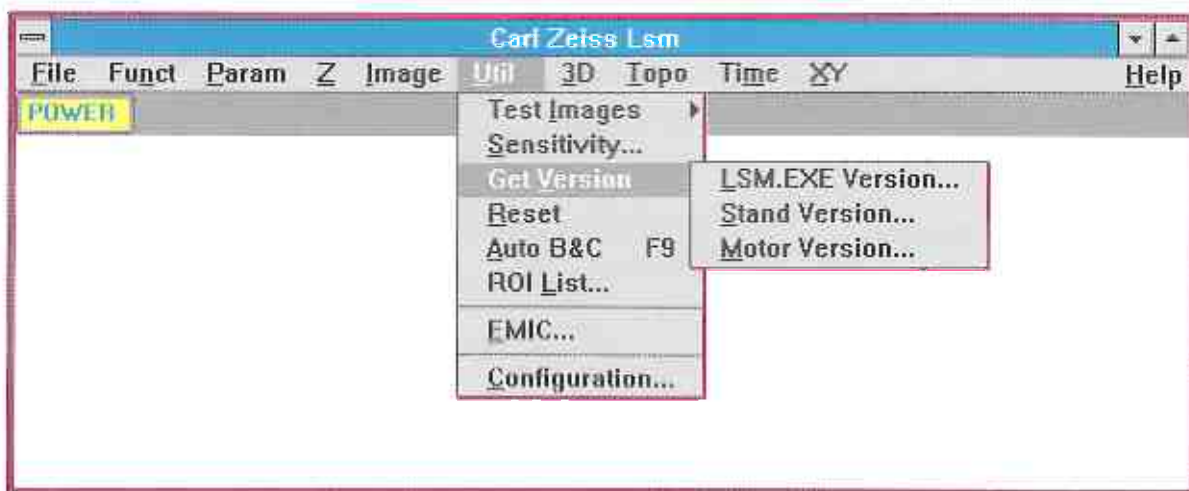 Carl Zeiss Lsm
File Funct Param Z Image Util 3D Topo Time XY Help
POWER
Test Images
Sensitivity...
Get Version
LSM.EXE Version...
Reset
Stand Version...
Auto B&C F9
Motor Version...
ROI List...
EMIC...
Configuration...